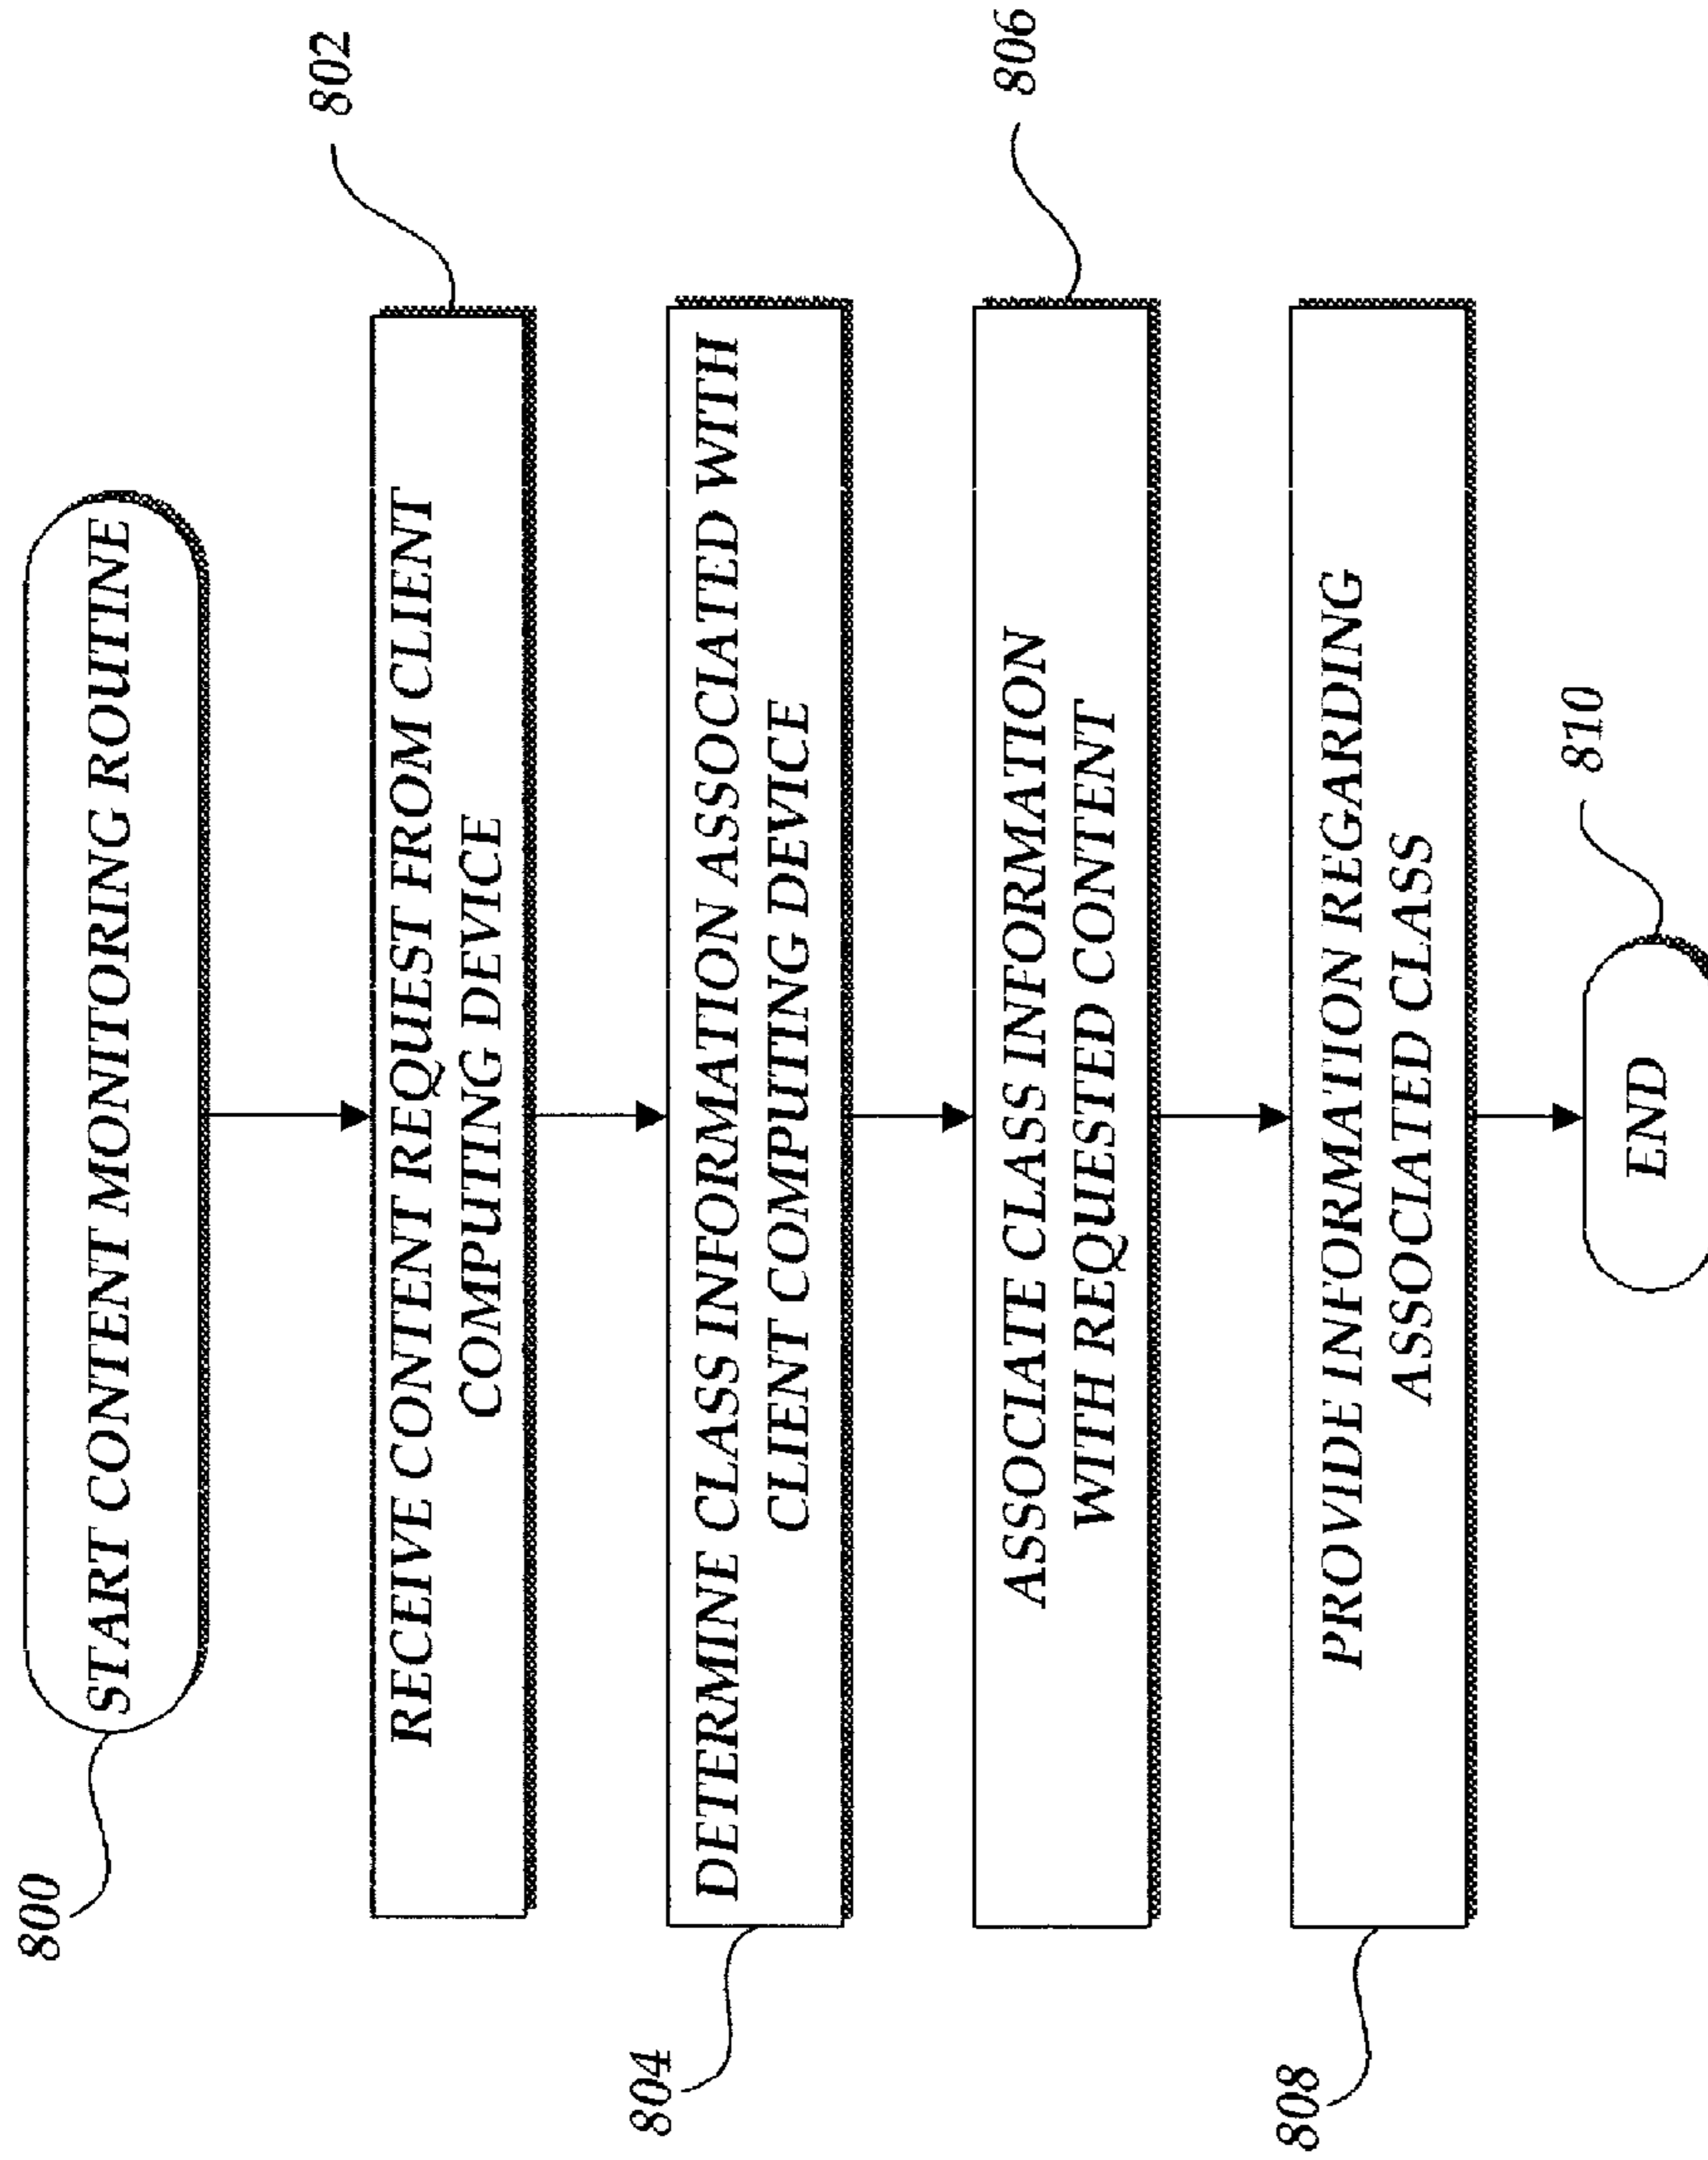 800
START CONTENT MONITORING ROUTINE
802
RECEIVE CONTENT REQUEST FROM CLIENT
COMPUTING DEVICE
804
DETERMINE CLASS INFORMATION ASSOCIATED WITH
CLIENT COMPUTING DEVICE
806
ASSOCIATE CLASS INFORMATION
WITH REQUESTED CONTENT
808
PROVIDE INFORMATION REGARDING
ASSOCIATED CLASS
810
END